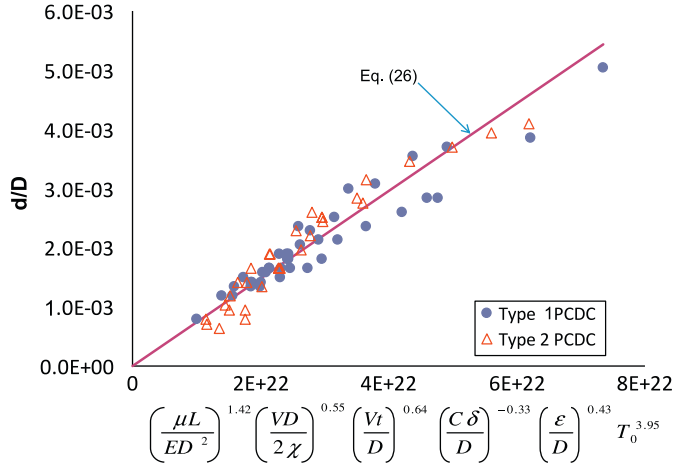 6.0E-03
5.0E-03
4.0E-03
3.0E-03
2.0E-03
1.0E-03
0.0E+00
d/D
Eq. (26)
Type 1PCDC
Type 2 PCDC
0 2E+22 4E+22 6E+22 8E+22
(μL/ED²)^1.42 (VD/2χ)^0.55 (Vt/D)^0.64 (Cδ/D)^-0.33 (ε/D)^0.43 T₀^3.95